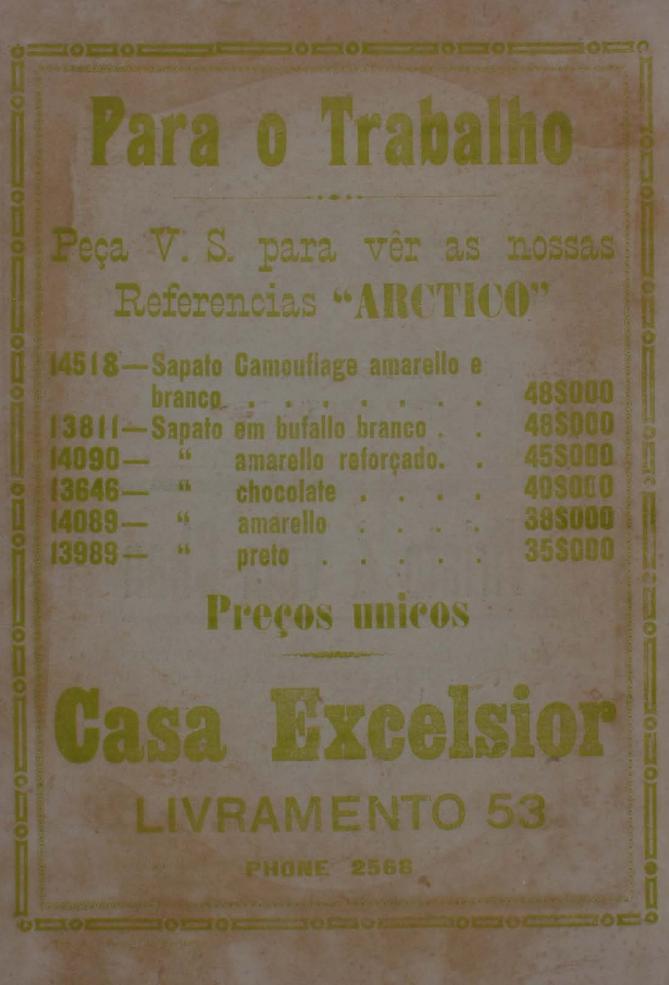 Para o Trabalho
Peça V. S. para vêr as nossas
Referencias “ARCTICO”
14518— Sapato Camouflage amarello e
branco . . . . . . . . 48$000
13811— Sapato em bufallo branco . . 48$000
14090— “ amarello reforçado. . 45$000
13646— “ chocolate . . . . 40$000
14089— “ amarello . . . . 38$000
13989— “ preto . . . . . 35$000
Preços unicos
Casa Excelsior
LIVRAMENTO 53
PHONE 2568